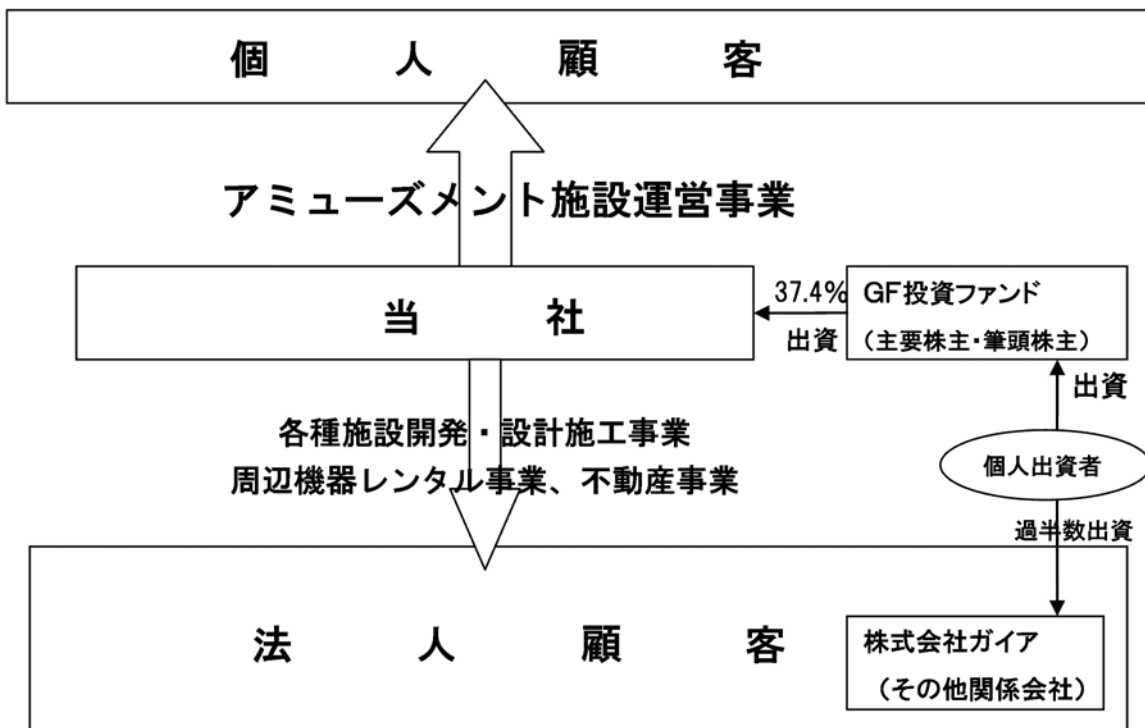 個人顧客
アミューズメント施設運営事業
当社
37.4%
出資
GF投資ファンド
(主要株主・筆頭株主)
出資
各種施設開発・設計施工事業
周辺機器レンタル事業、不動産事業
個人出資者
過半数出資
法人顧客
株式会社ガイア
(その他関係会社)